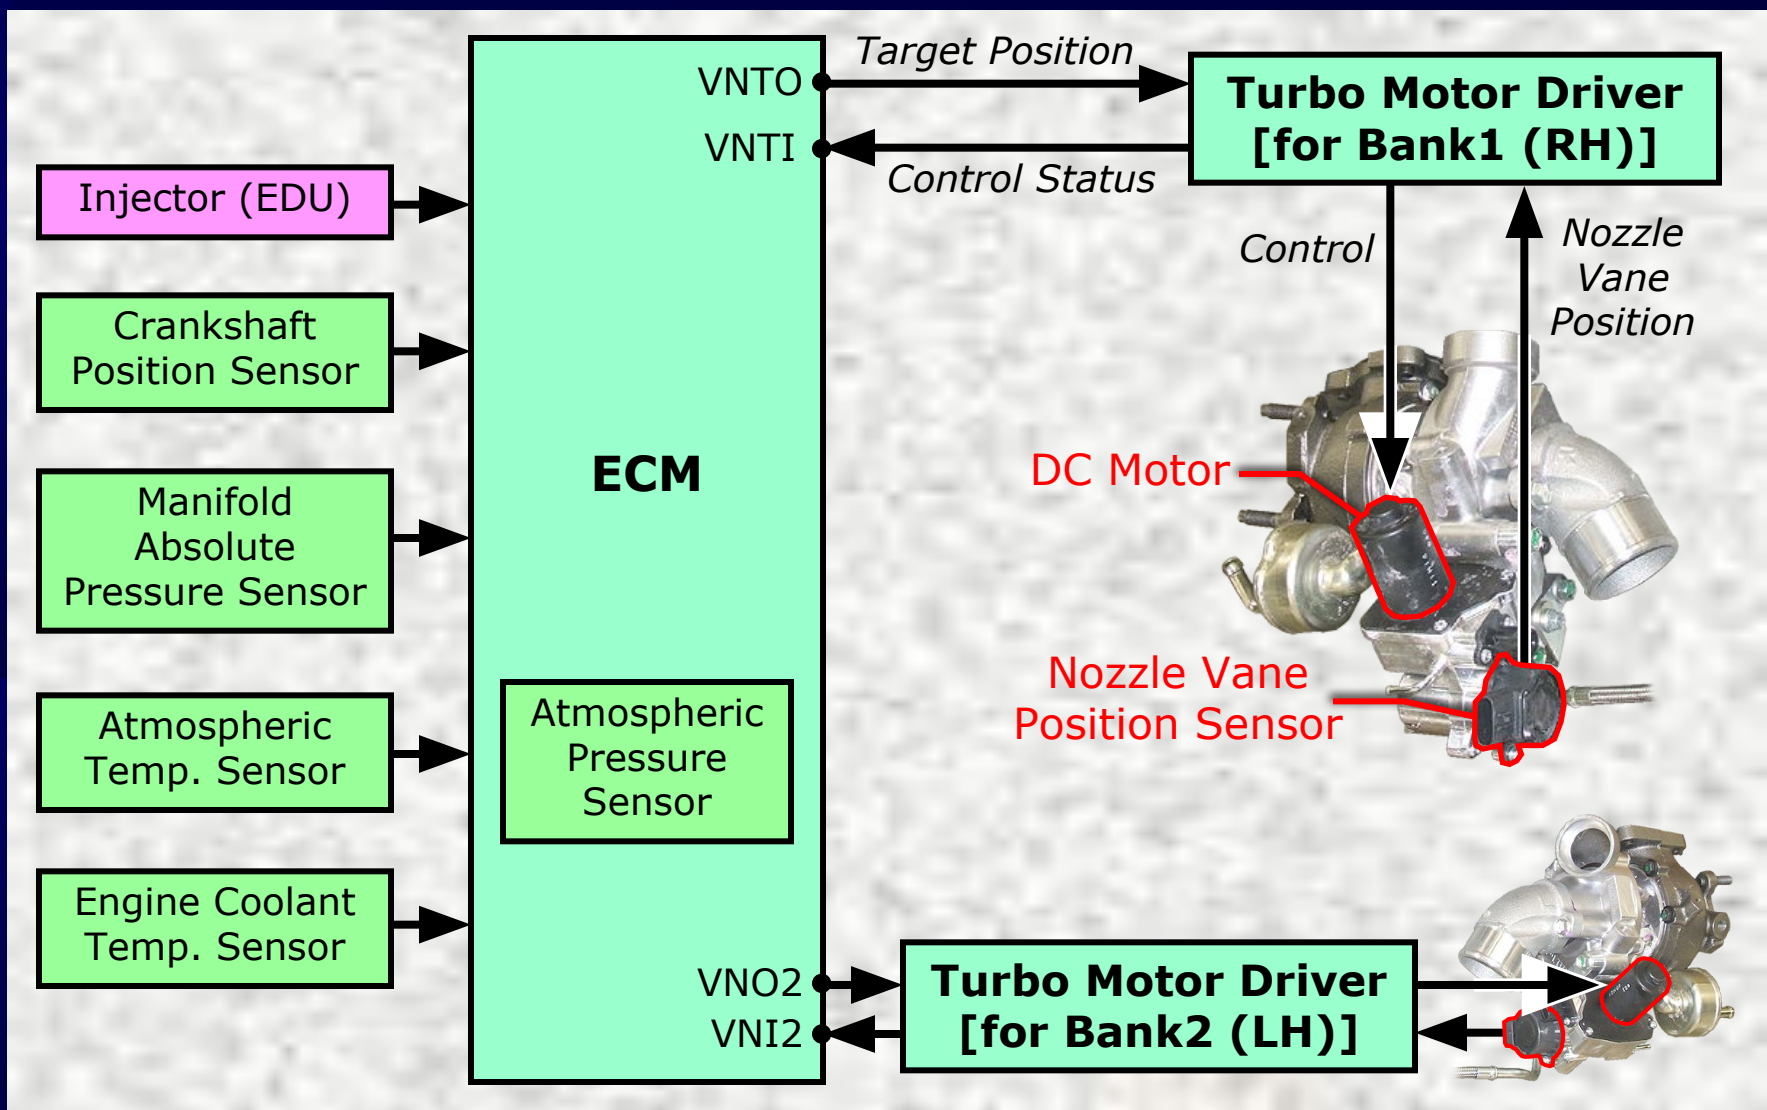 Injector (EDU)
Crankshaft
Position Sensor
Manifold
Absolute
Pressure Sensor
Atmospheric
Temp. Sensor
Engine Coolant
Temp. Sensor
ECM
Atmospheric
Pressure
Sensor
VNTO
VNTI
VNO2
VNI2
Target Position
Control Status
Turbo Motor Driver
[for Bank1 (RH)]
Control
Nozzle
Vane
Position
DC Motor
Nozzle Vane
Position Sensor
Turbo Motor Driver
[for Bank2 (LH)]